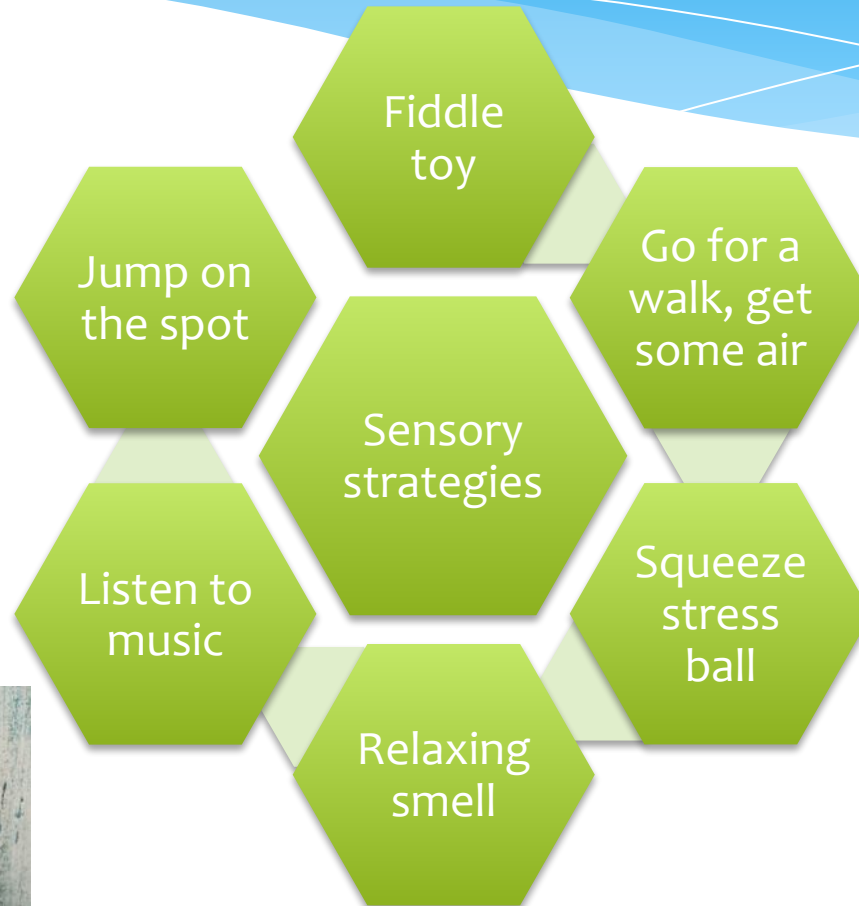 Fiddle
toy
Go for a
walk, get
some air
Squeeze
stress
ball
Relaxing
smell
Listen to
music
Jump on
the spot
Sensory
strategies